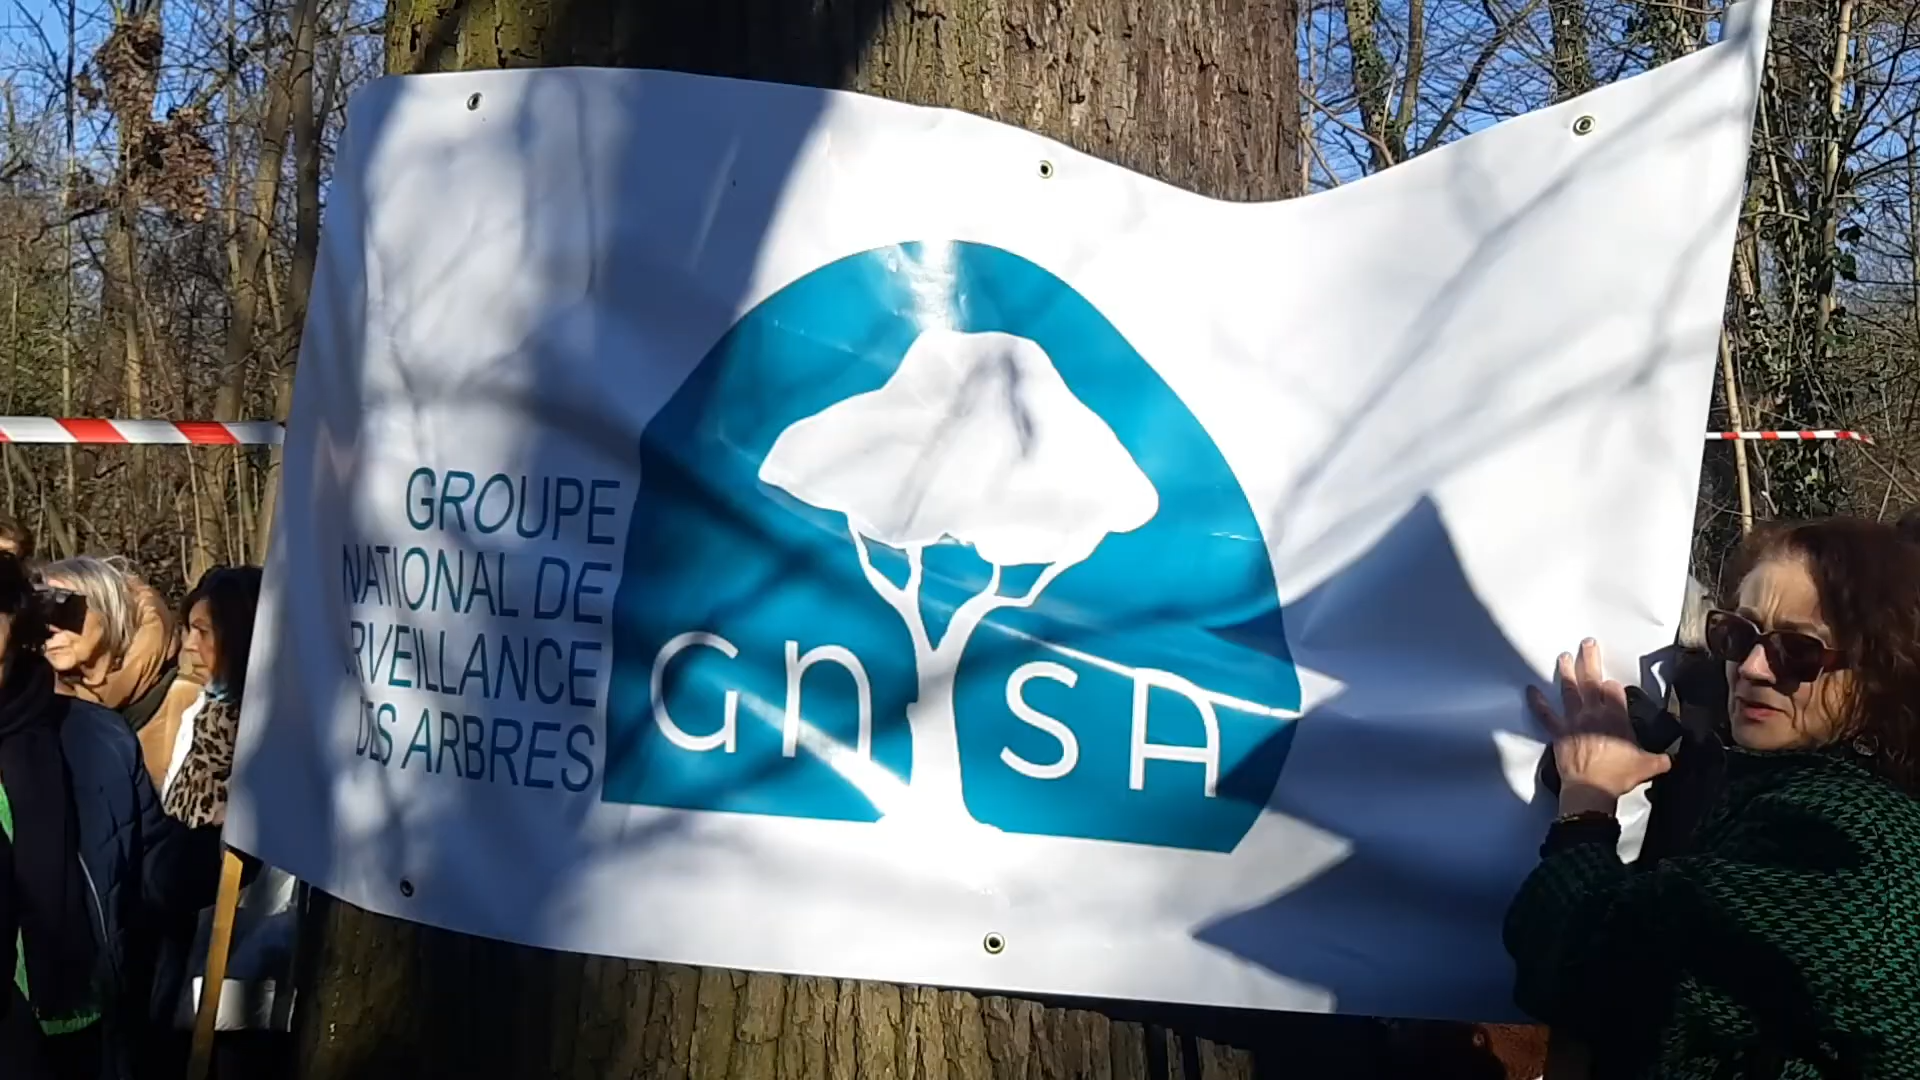 GROUPE
NATIONAL DE
RVEILLANCE
DES ARBRES
GNSA